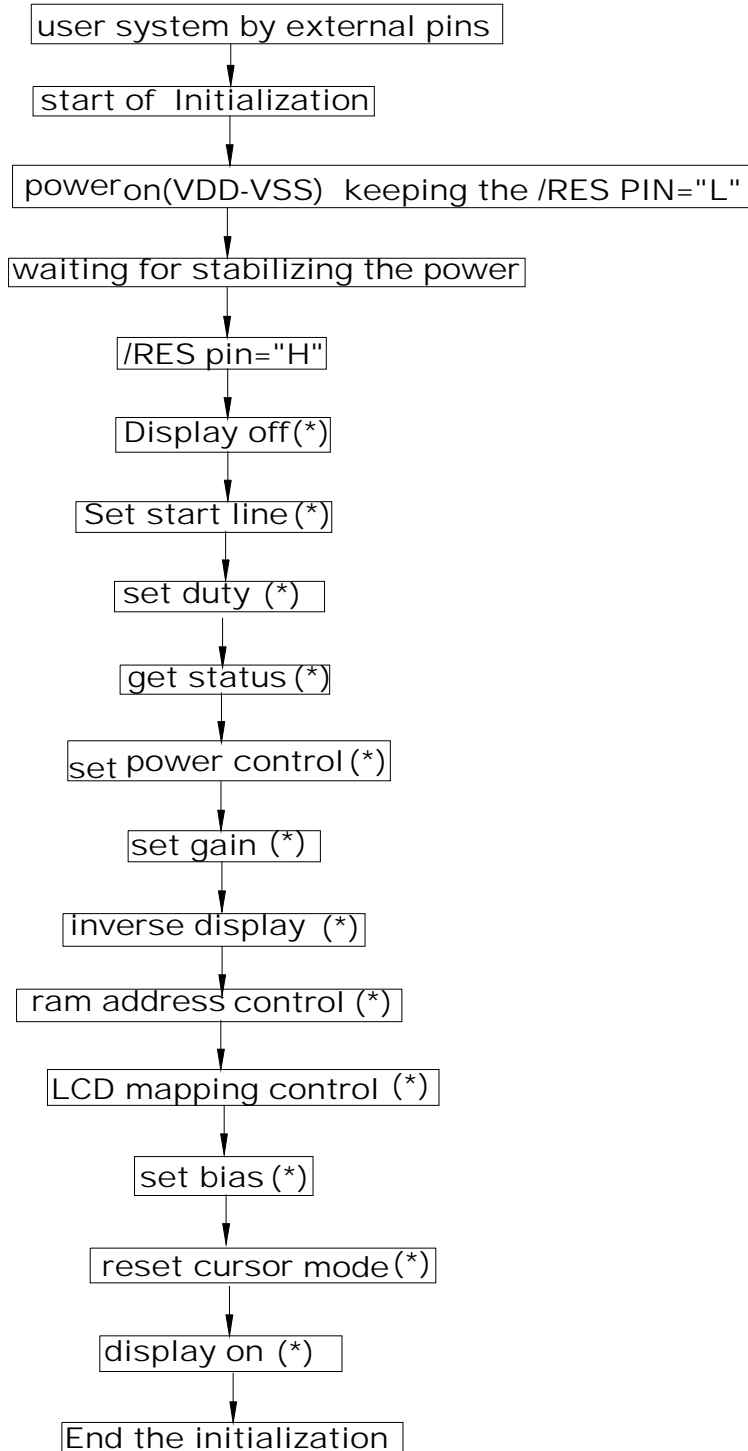 user system by external pins
start of Initialization
power on(VDD-VSS) keeping the /RES PIN="L"
waiting for stabilizing the power
/RES pin="H"
Display off(*)
Set start line(*)
set duty (*)
get status(*)
set power control(*)
set gain (*)
inverse display (*)
ram address control (*)
LCD mapping control (*)
set bias(*)
reset cursor mode(*)
display on (*)
End the initialization